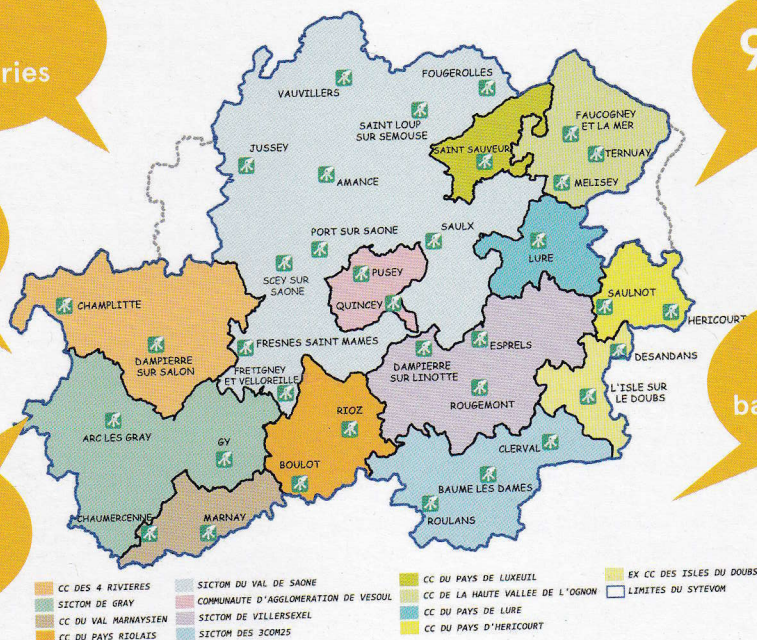 ries
9
VAUVILLERS
FOUGEROLLES
SAINT LOUP
SUR SEMOUSE
FAUCOGNEY
ET LA MER
JUSSEY
SAINT SAUVEUR
TERNUAY
AMANCE
MELISEY
PORT SUR SAONE
SAULX
LURE
SCEY SUR
SAONE
PUSEY
QUINCEY
SAULNOT
CHAMPLITTE
HERICOURT
DAMPIERRE
SUR SALON
FRESNES SAINT MAMES
ESPRELS
DESANDANS
FRETIGNEY
ET VELLOREILLE
DAMPIERRE
SUR LINOTTE
L'ISLE SUR
LE DOUBS
ROUGEMONT
ba
RIOZ
ARC LES GRAY
GY
CLERVAL
BOULOT
BAUME LES DAMES
CHAUMERCENNE
MARNAY
ROULANS
CC DES 4 RIVIERES
SICTOM DE GRAY
CC DU VAL MARNAYSIEN
CC DU PAYS RIOLAIS
SICTOM DU VAL DE SAONE
COMMUNAUTE D'AGGLOMERATION DE VESOUL
SICTOM DE VILLERSEXEL
SICTOM DES 3COM25
CC DU PAYS DE LUXEUIL
CC DE LA HAUTE VALLEE DE L'OGNON
CC DU PAYS DE LURE
CC DU PAYS D'HERICOURT
EX CC DES ISLES DU DOUBS
LIMITES DU SYTEVOM